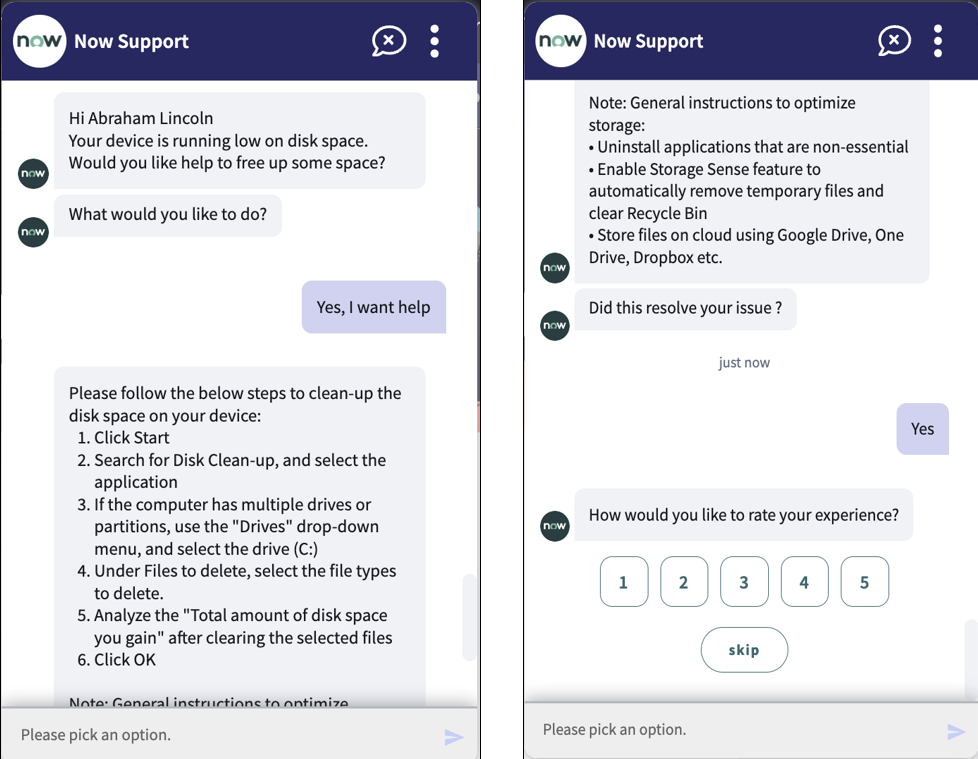 now Now Support
Hi Abraham Lincoln
Your device is running low on disk space.
Would you like help to free up some space?
now
What would you like to do?
now
Yes, I want help
Please follow the below steps to clean-up the
disk space on your device:
1. Click Start
2. Search for Disk Clean-up, and select the
application
3. If the computer has multiple drives or
partitions, use the "Drives" drop-down
menu, and select the drive (C:)
4. Under Files to delete, select the file types
to delete.
5. Analyze the "Total amount of disk space
you gain" after clearing the selected files
6. Click OK
Note: General instructions to optimize
Please pick an option.
now Now Support
Note: General instructions to optimize
storage:
• Uninstall applications that are non-essential
• Enable Storage Sense feature to
automatically remove temporary files and
clear Recycle Bin
• Store files on cloud using Google Drive, One
Drive, Dropbox etc.
now
Did this resolve your issue ?
now
just now
Yes
How would you like to rate your experience?
now
1 2 3 4 5
skip
Please pick an option.